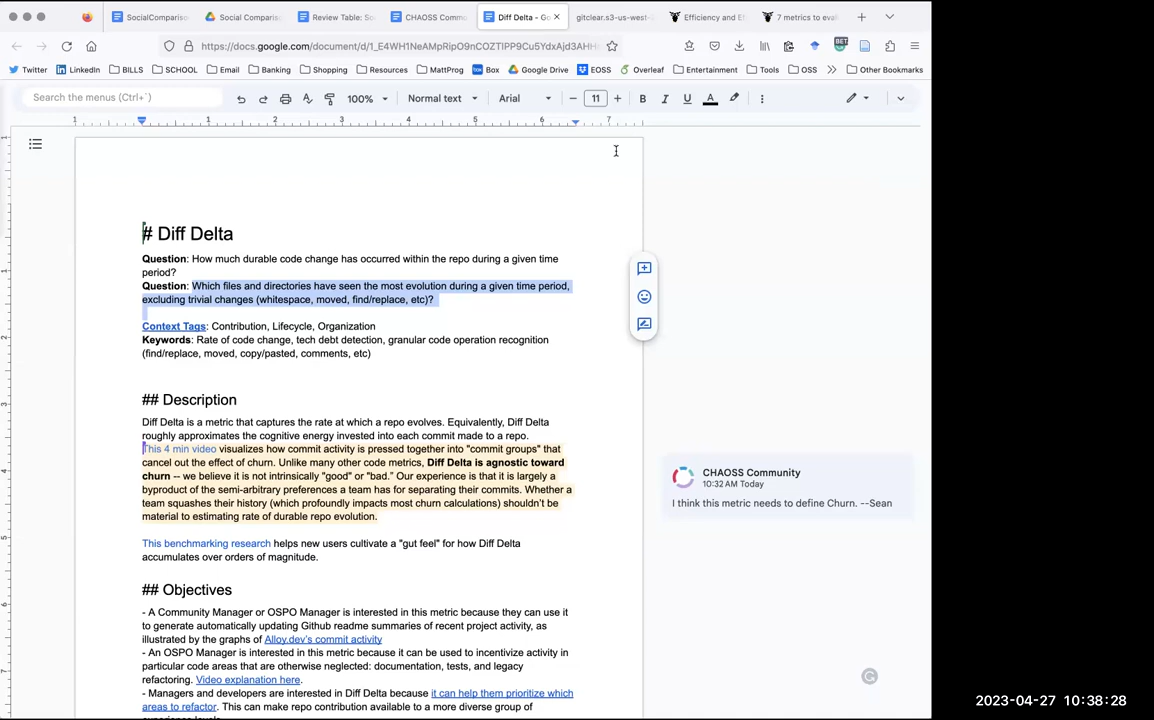 SocialCompariso
Social Comparis
Review Table: So
CHAOSS Commu
Diff Delta - Go
gitclear.s3-us-west-
Efficiency and Ef
7 metrics to eval
https://docs.google.com/document/d/1_E4WH1NeAMpRipO9nCOZTIPP9Cu5YdxAjd3AHH
Twitter LinkedIn BILLS SCHOOL Email Banking Shopping Resources MattProg Box Google Drive EOSS Overleaf Entertainment Tools OSS Other Bookmarks
Search the menus (Ctrl+`) 100% Normal text Arial 11 B I U A
1 1 2 3 4 5 6 7
# Diff Delta
Question: How much durable code change has occurred within the repo during a given time
period?
Question: Which files and directories have seen the most evolution during a given time period,
excluding trivial changes (whitespace, moved, find/replace, etc)?
Context Tags: Contribution, Lifecycle, Organization
Keywords: Rate of code change, tech debt detection, granular code operation recognition
(find/replace, moved, copy/pasted, comments, etc)
## Description
Diff Delta is a metric that captures the rate at which a repo evolves. Equivalently, Diff Delta
roughly approximates the cognitive energy invested into each commit made to a repo.
This 4 min video visualizes how commit activity is pressed together into "commit groups" that
cancel out the effect of churn. Unlike many other code metrics, Diff Delta is agnostic toward
churn -- we believe it is not intrinsically "good" or "bad." Our experience is that it is largely a
byproduct of the semi-arbitrary preferences a team has for separating their commits. Whether a
team squashes their history (which profoundly impacts most churn calculations) shouldn't be
material to estimating rate of durable repo evolution.
CHAOSS Community
10:32 AM Today
I think this metric needs to define Churn. --Sean
This benchmarking research helps new users cultivate a "gut feel" for how Diff Delta
accumulates over orders of magnitude.
## Objectives
- A Community Manager or OSPO Manager is interested in this metric because they can use it
to generate automatically updating Github readme summaries of recent project activity, as
illustrated by the graphs of Alloy.dev's commit activity
- An OSPO Manager is interested in this metric because it can be used to incentivize activity in
particular code areas that are otherwise neglected: documentation, tests, and legacy
refactoring. Video explanation here.
- Managers and developers are interested in Diff Delta because it can help them prioritize which
areas to refactor. This can make repo contribution available to a more diverse group of
2023-04-27 10:38:28